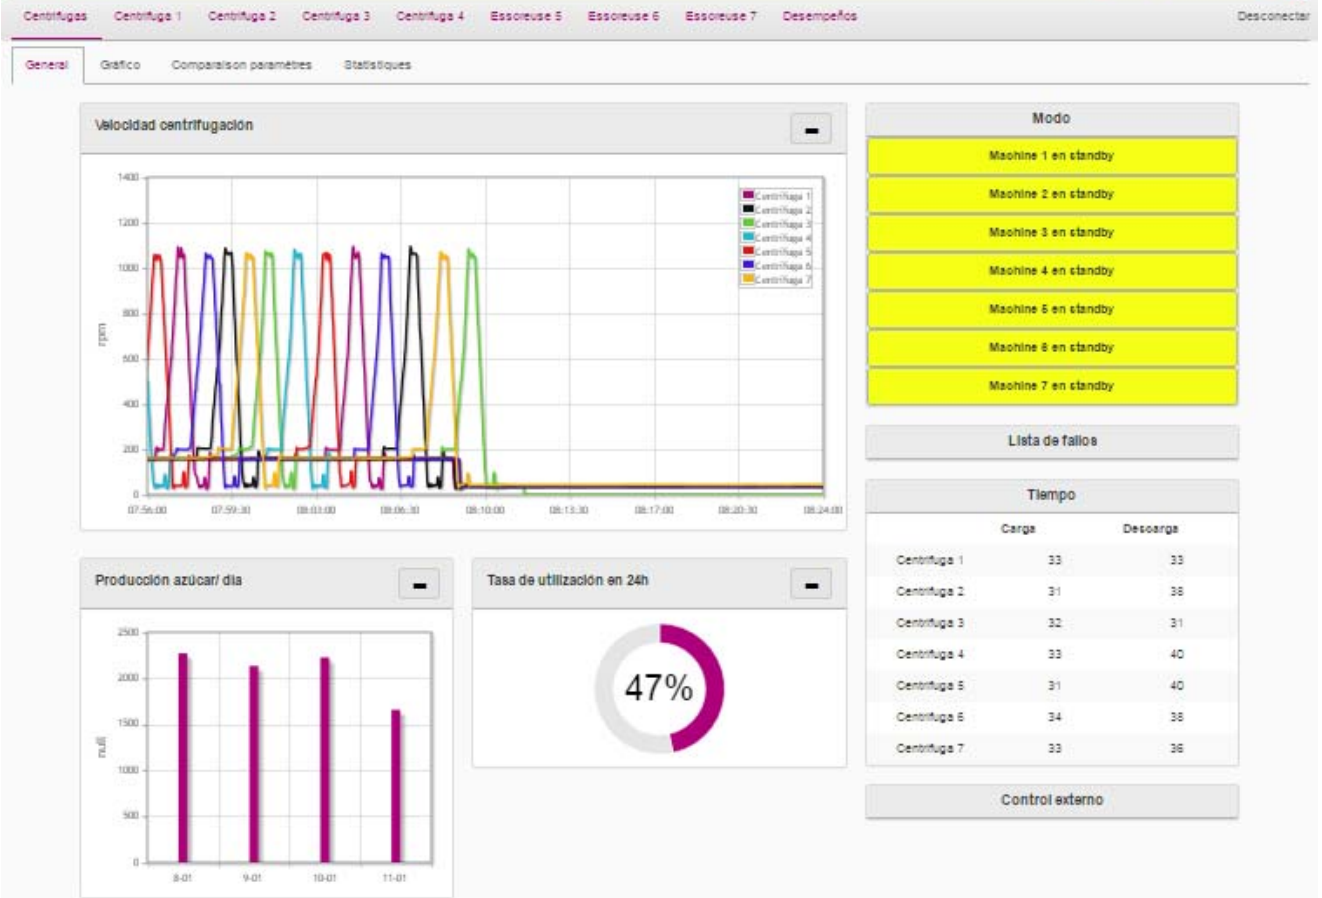 Centrifugas Centrifuga 1 Centrifuga 2 Centrifuga 3 Centrifuga 4 Essoreuse 5 Essoreuse 6 Essoreuse 7 Desempeños Desconectar
General Gráfico Comparaison paramètres Statistiques
Velocidad centrifugación
1400
1200
1000
800
600
400
200
0
rpm
07:56:00 07:59:30 08:03:00 08:06:30 08:10:00 08:13:30 08:17:00 08:20:30 08:24:00
Centrifuga 1
Centrifuga 2
Centrifuga 3
Centrifuga 4
Centrifuga 5
Centrifuga 6
Centrifuga 7
Modo
Machine 1 en standby
Machine 2 en standby
Machine 3 en standby
Machine 4 en standby
Machine 5 en standby
Machine 6 en standby
Machine 7 en standby
Lista de fallos
Tiempo
Carga Descarga
Centrifuga 1 33 33
Centrifuga 2 31 38
Centrifuga 3 32 31
Centrifuga 4 33 40
Centrifuga 5 31 40
Centrifuga 6 34 38
Centrifuga 7 33 36
Control externo
Producción azúcar/ dia
2500
2000
1500
1000
500
0
null
8-01 9-01 10-01 11-01
Tasa de utilización en 24h
47%